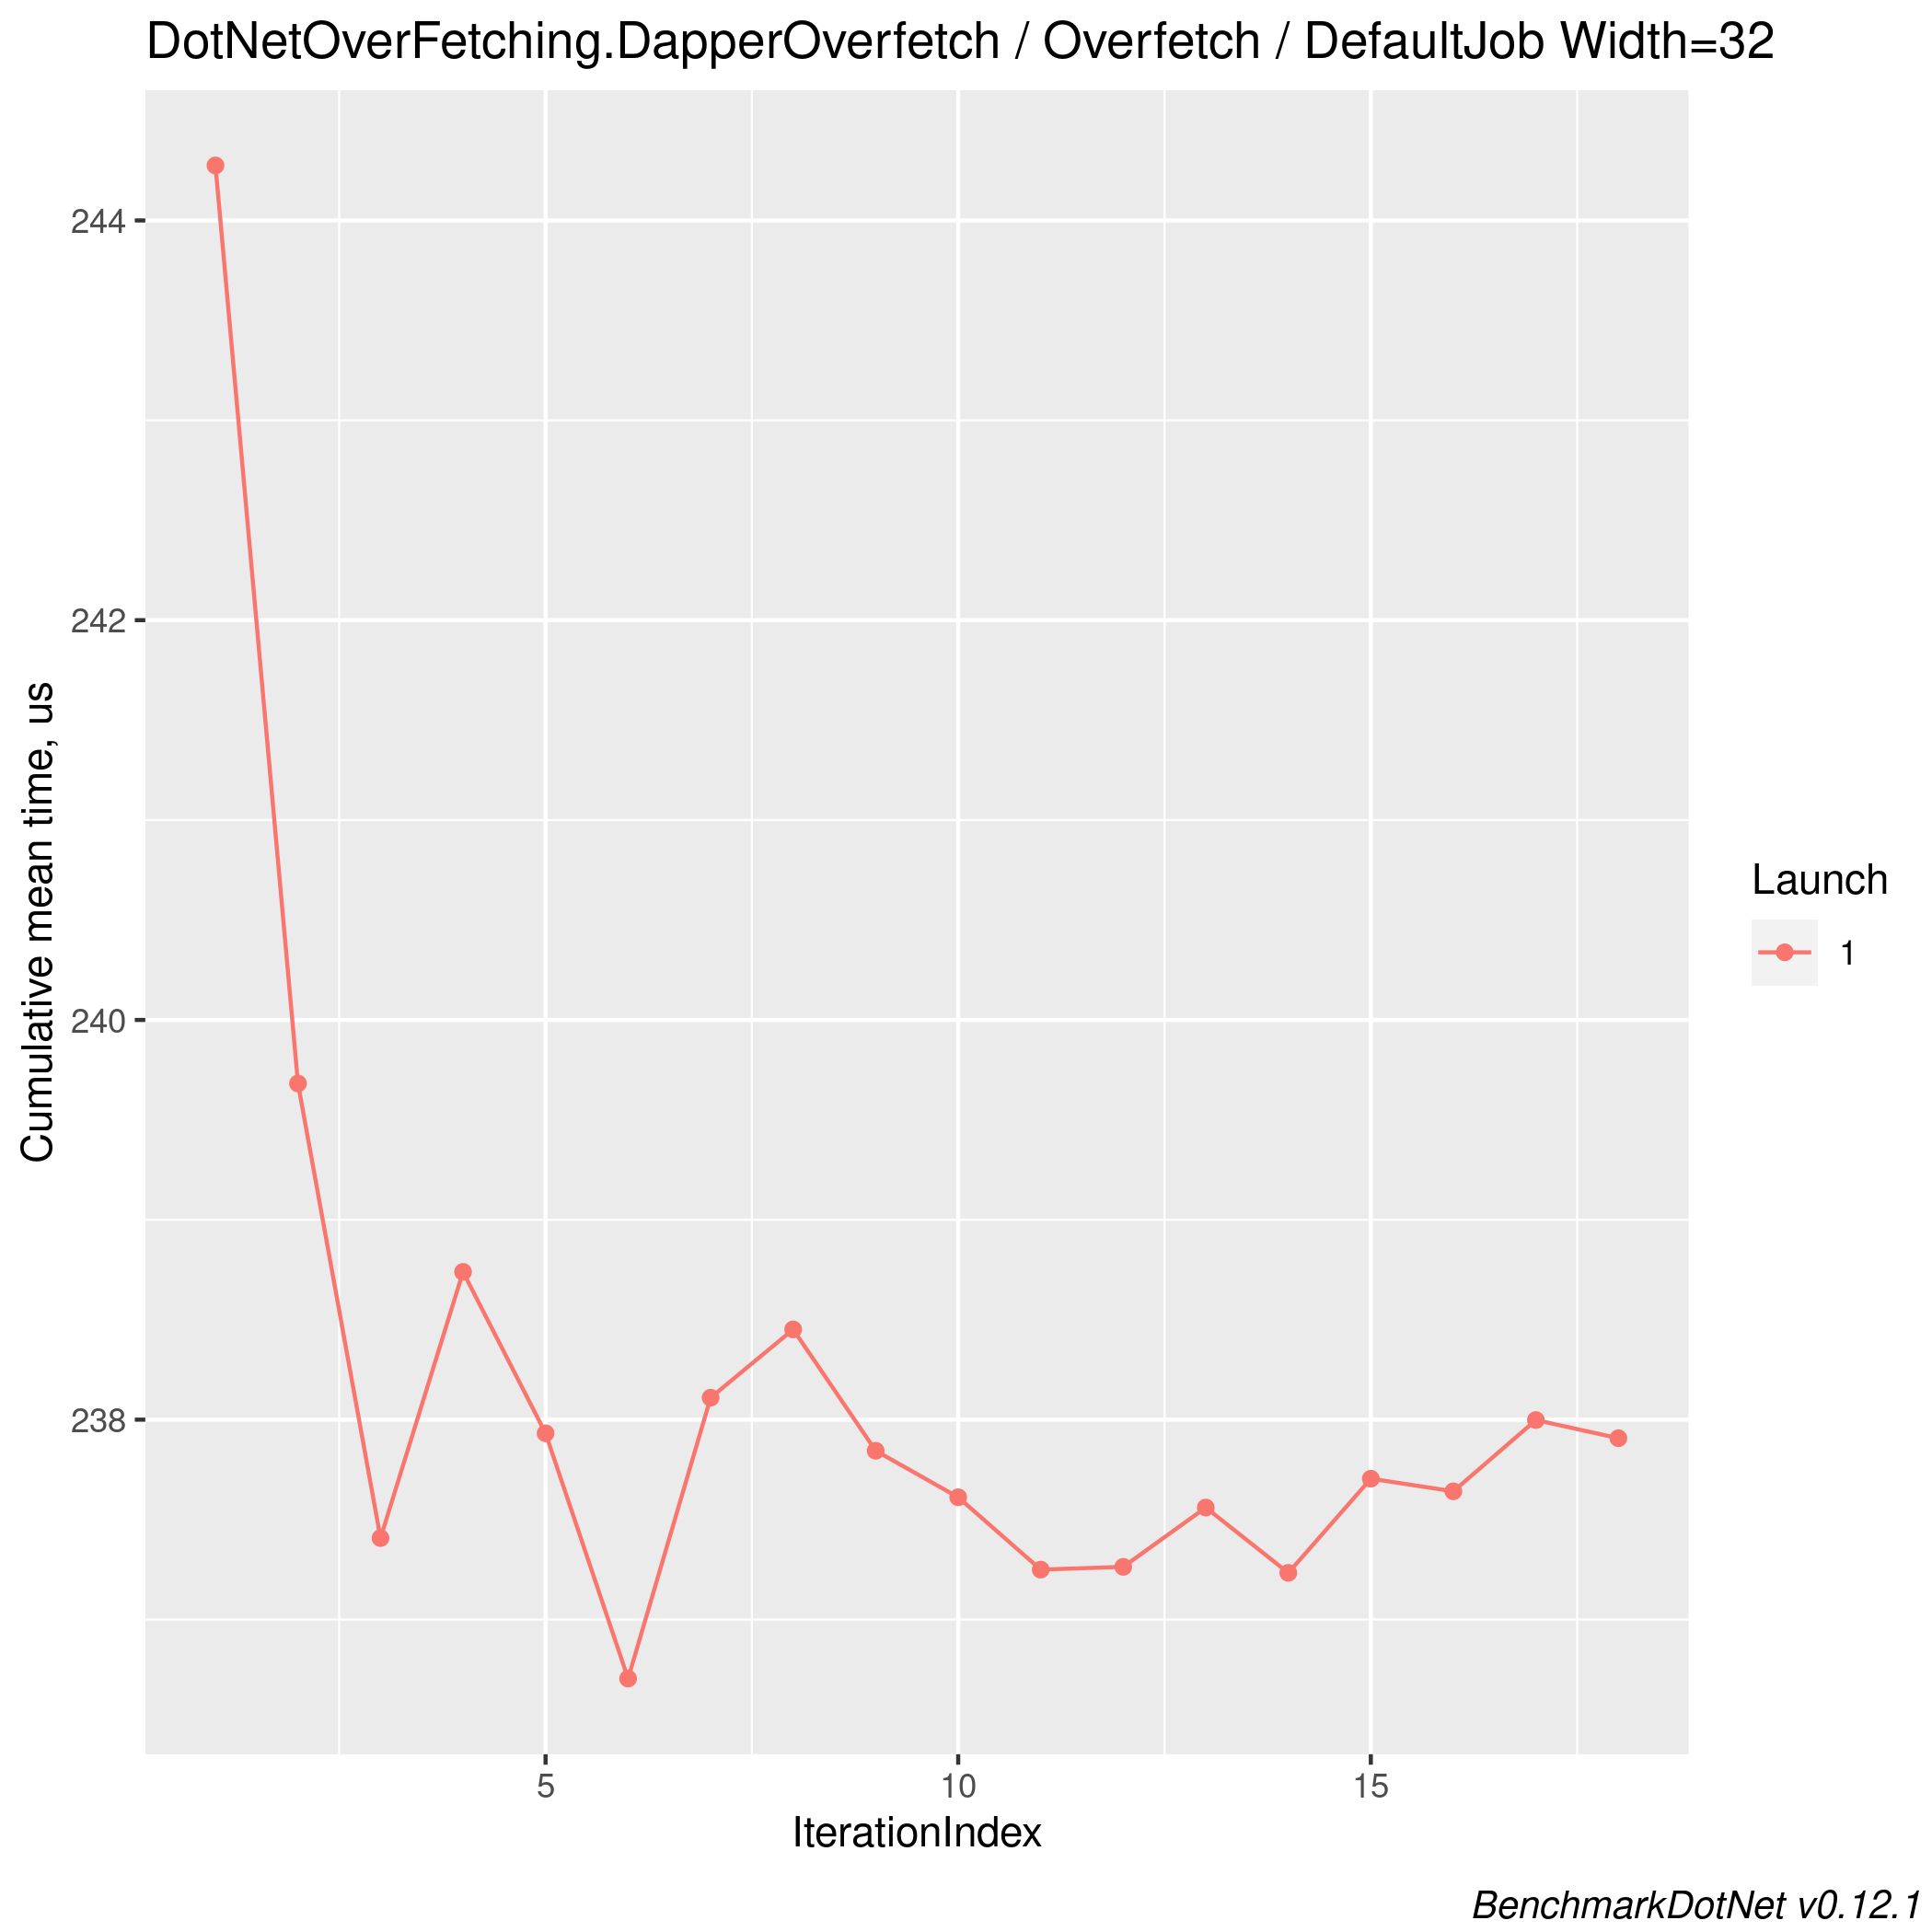 DotNetOverFetching.DapperOverfetch / Overfetch / DefaultJob Width=32
Cumulative mean time, us
244
242
240
238
5
10
15
IterationIndex
Launch
1
BenchmarkDotNet v0.12.1